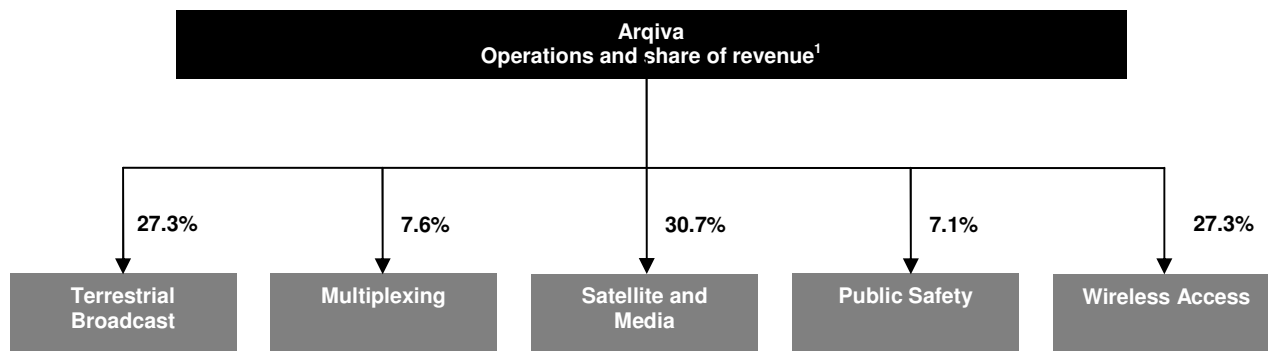 Arqiva
Operations and share of revenue¹
27.3%
7.6%
30.7%
7.1%
27.3%
Terrestrial
Broadcast
Multiplexing
Satellite and
Media
Public Safety
Wireless Access